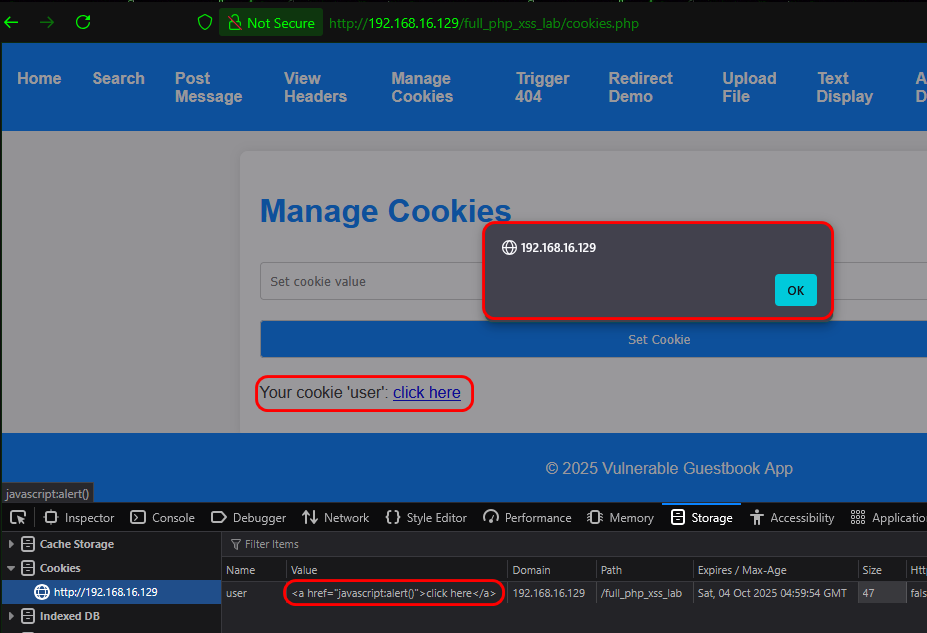 Not Secure http://192.168.16.129/full_php_xss_lab/cookies.php
Home Search Post Message View Headers Manage Cookies Trigger 404 Redirect Demo Upload File Text Display A D
Manage Cookies
192.168.16.129
Set cookie value
OK
Set Cookie
Your cookie 'user': click here
© 2025 Vulnerable Guestbook App
javascript:alert()
Inspector Console Debugger Network Style Editor Performance Memory Storage Accessibility Applicatio
Cache Storage
Filter Items
Cookies
Name Value Domain Path Expires / Max-Age Size Htt
http://192.168.16.129
user <a href="javascript:alert()">click here</a> 192.168.16.129 /full_php_xss_lab Sat, 04 Oct 2025 04:59:54 GMT 47 fals
Indexed DB